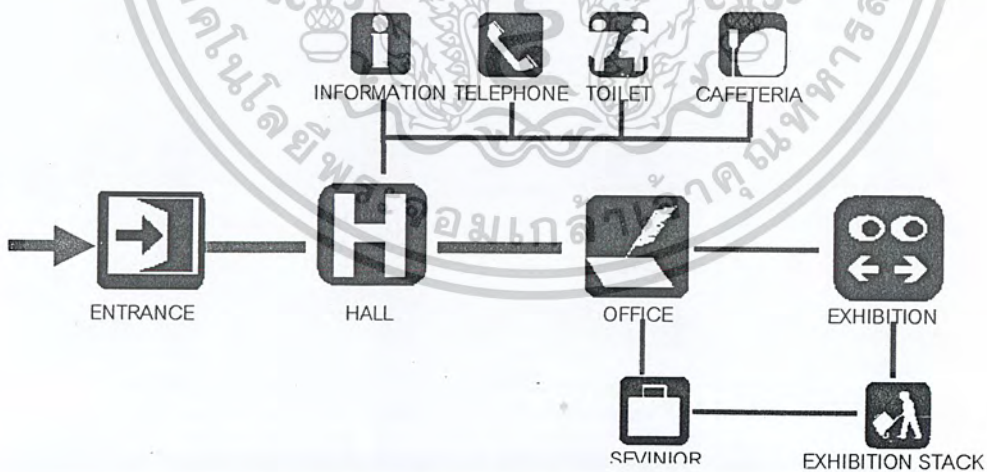 INFORMATION TELEPHONE TOILET CAFETERIA
ENTRANCE HALL OFFICE EXHIBITION
SEVINIOR EXHIBITION STACK